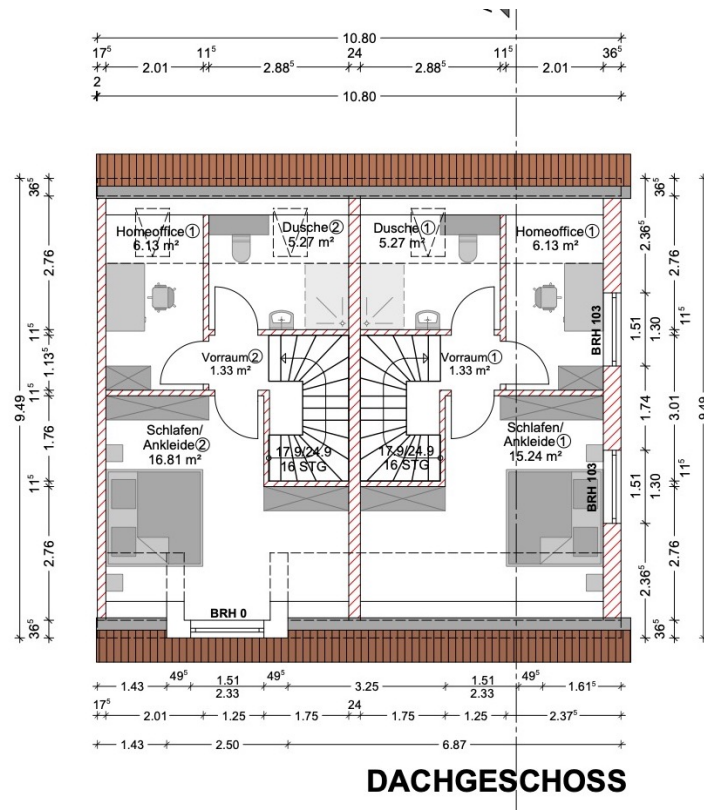 10.80
17⁵ 11⁵ 24 11⁵ 36⁵
2.01 2.88⁵ 2.88⁵ 2.01
2
10.80
36⁵ 36⁵ 36⁵
Homeoffice① Dusche② Dusche① Homeoffice①
6.13 m² 5.27 m² 5.27 m² 6.13 m²
2.76 2.36⁵ 2.76
BRH 103
1.51 1.30
11⁵ 11⁵
Vorraum② Vorraum①
1.33 m² 1.33 m²
1.13⁵
11⁵
9.49 1.74 3.01 9.49
Schlafen/ Schlafen/
Ankleide② Ankleide①
16.81 m² 15.24 m²
1.76
17.9/24.9 17.9/24.9
16 STG 16 STG
11⁵ 11⁵
BRH 103
1.51 1.30
2.76 2.36⁵ 2.76
BRH 0
36⁵ 36⁵ 36⁵
49⁵ 49⁵ 49⁵
1.43 1.51 3.25 1.51 1.61⁵
2.33 2.33
17⁵ 24
2.01 1.25 1.75 1.75 1.25 2.37⁵
1.43 2.50 6.87
DACHGESCHOSS